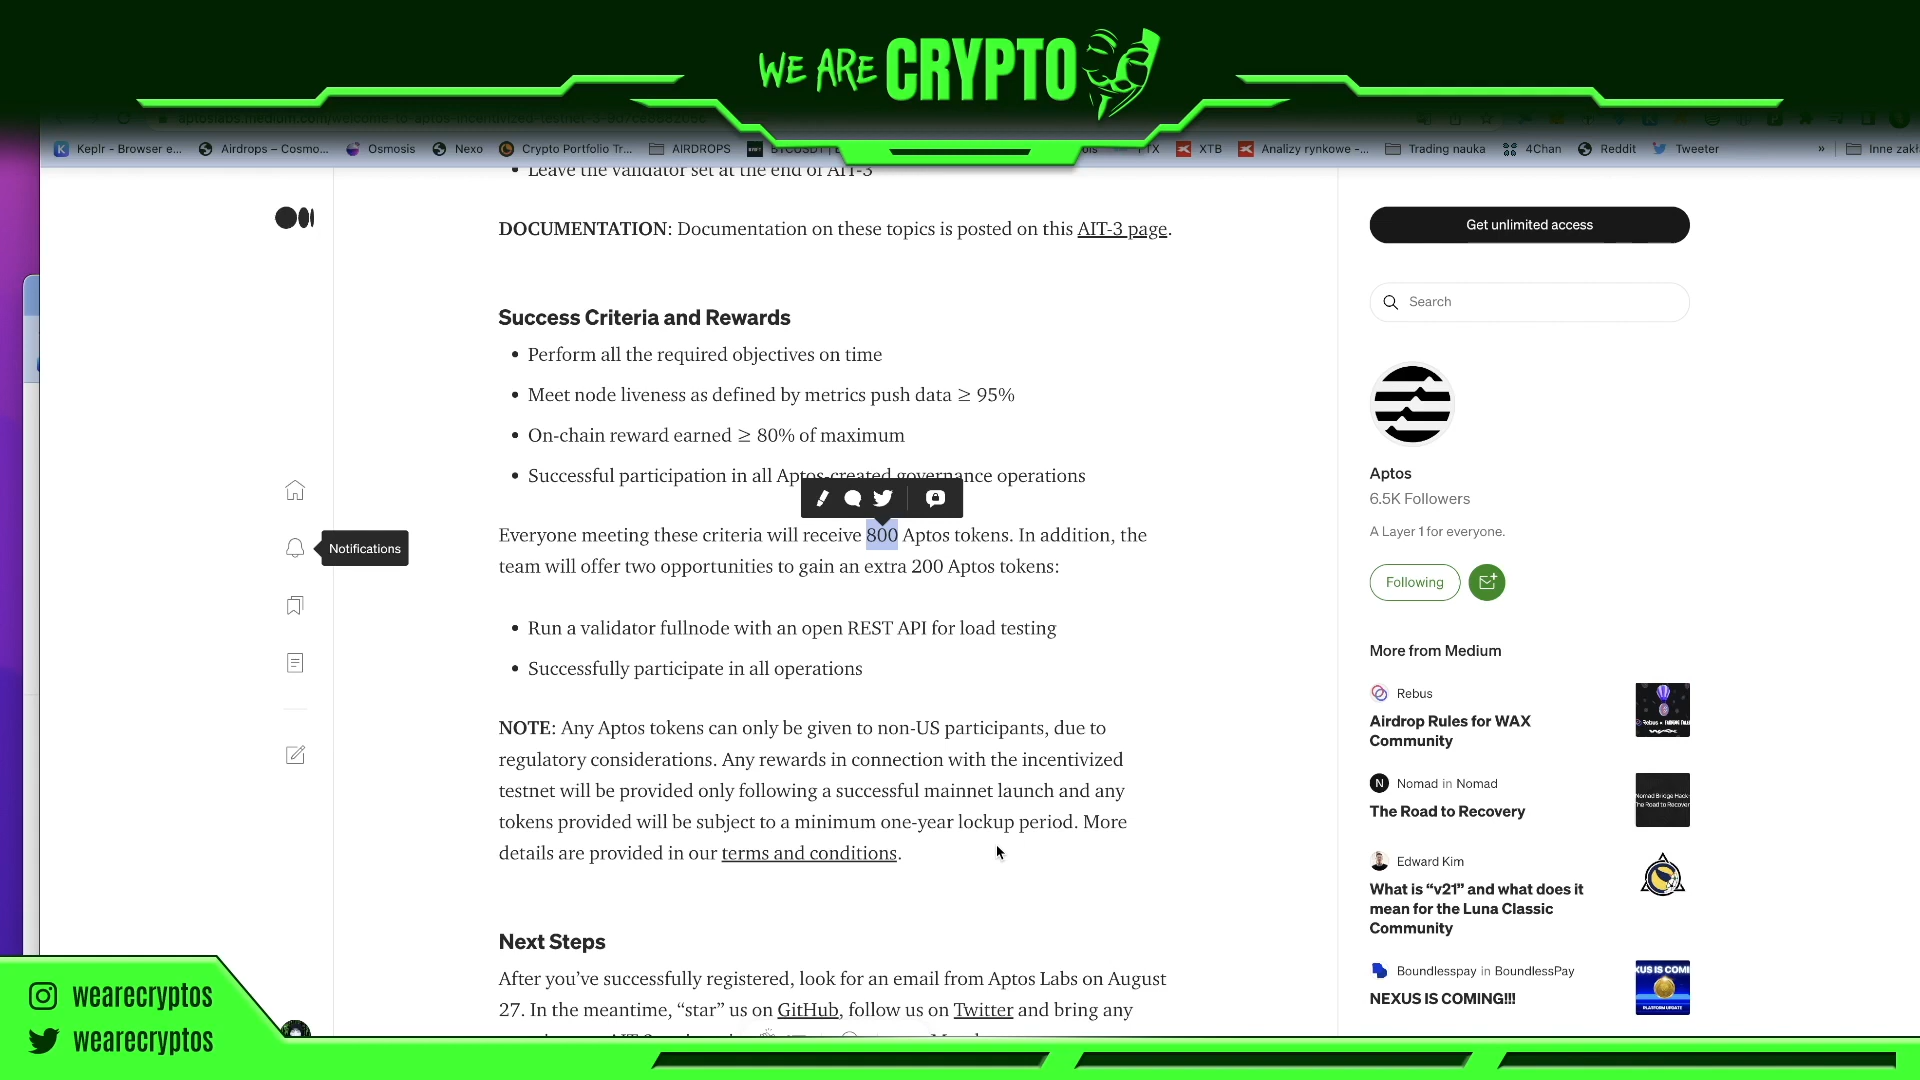 WE ARE CRYPTO
Keplr - Browser e...
Airdrops – Cosmo...
Osmosis
Nexo
Crypto Portfolio Tr...
AIRDROPS
XTB
Analizy rynkowe -...
Trading nauka
4Chan
Reddit
Tweeter
»
Inne zakł
Leave the validator set at the end of AIT-3
DOCUMENTATION: Documentation on these topics is posted on this AIT-3 page.
Success Criteria and Rewards
• Perform all the required objectives on time
• Meet node liveness as defined by metrics push data ≥ 95%
• On-chain reward earned ≥ 80% of maximum
• Successful participation in all Aptos-created governance operations
Everyone meeting these criteria will receive 800 Aptos tokens. In addition, the
team will offer two opportunities to gain an extra 200 Aptos tokens:
• Run a validator fullnode with an open REST API for load testing
• Successfully participate in all operations
NOTE: Any Aptos tokens can only be given to non-US participants, due to
regulatory considerations. Any rewards in connection with the incentivized
testnet will be provided only following a successful mainnet launch and any
tokens provided will be subject to a minimum one-year lockup period. More
details are provided in our terms and conditions.
Next Steps
After you've successfully registered, look for an email from Aptos Labs on August
27. In the meantime, “star” us on GitHub, follow us on Twitter and bring any
Notifications
Get unlimited access
Search
Aptos
6.5K Followers
A Layer 1 for everyone.
Following
More from Medium
Rebus
Airdrop Rules for WAX
Community
N Nomad in Nomad
The Road to Recovery
Edward Kim
What is “v21” and what does it
mean for the Luna Classic
Community
Boundlesspay in BoundlessPay
NEXUS IS COMING!!!
wearecryptos
wearecryptos